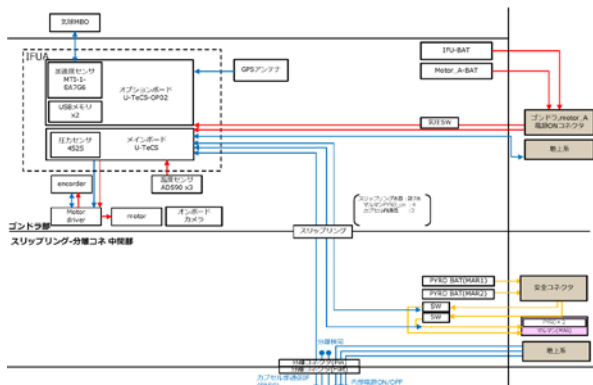 気球MBO
IFUA
加速度センサ
MTI-1-
8A7G6
USBメモリ
x2
オプションボード
U-TeCS-OP02
GPSアンテナ
圧力センサ
4525
メインボード
U-TeCS
encorder
温度センサ
AD590 x3
Motor
driver
motor
オンボード
カメラ
IFU-BAT
Motor_A-BAT
気圧SW
ゴンドラ,motor_A
電源ONコネクタ
地上系
ゴンドラ部
スリップリング
スリップリング-分離コネ 中間部
PYRO BAT(MAR1)
PYRO BAT(MAR2)
安全コネクタ
SW
SW
地上系
分離検知
内部電源ON/OFF